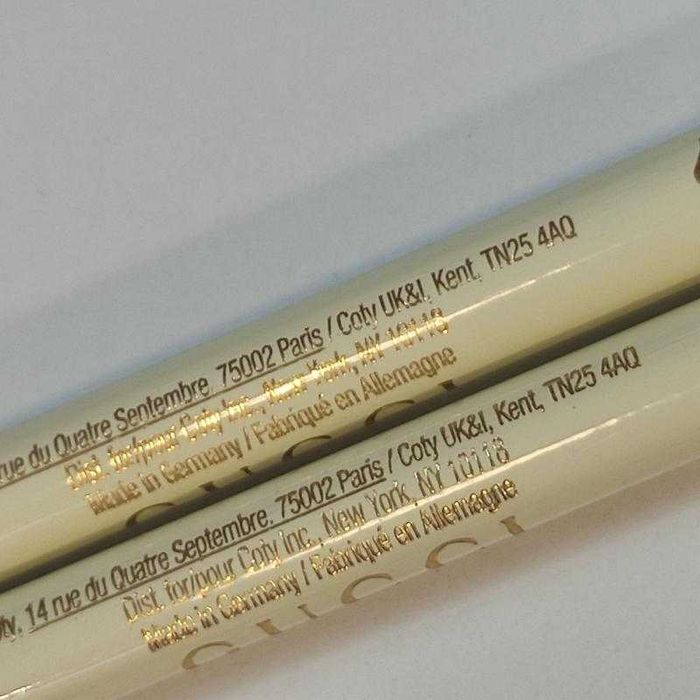 rue du Quatre Septembre, 75002 Paris / Coty UK&I, Kent, TN25 4AQ
Dist. for/pour Coty Inc., New York, NY 10118
Made in Germany / Fabriqué en Allemagne
GUCCI
14 rue du Quatre Septembre, 75002 Paris / Coty UK&I, Kent, TN25 4AQ
Dist. for/pour Coty Inc., New York, NY 10118
Made in Germany / Fabriqué en Allemagne
GUCCI